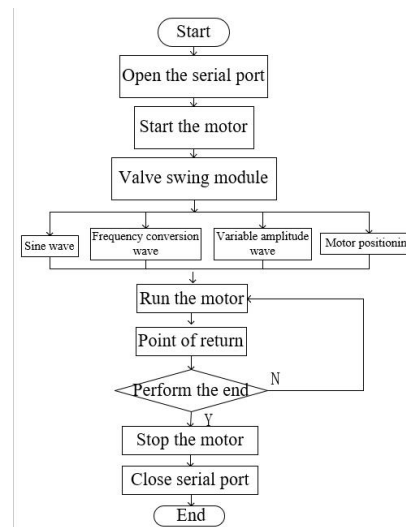 Start
Open the serial port
Start the motor
Valve swing module
Sine wave
Frequency conversion
wave
Variable amplitude
wave
Motor positionin
Run the motor
Point of return
Perform the end
N
Y
Stop the motor
Close serial port
End